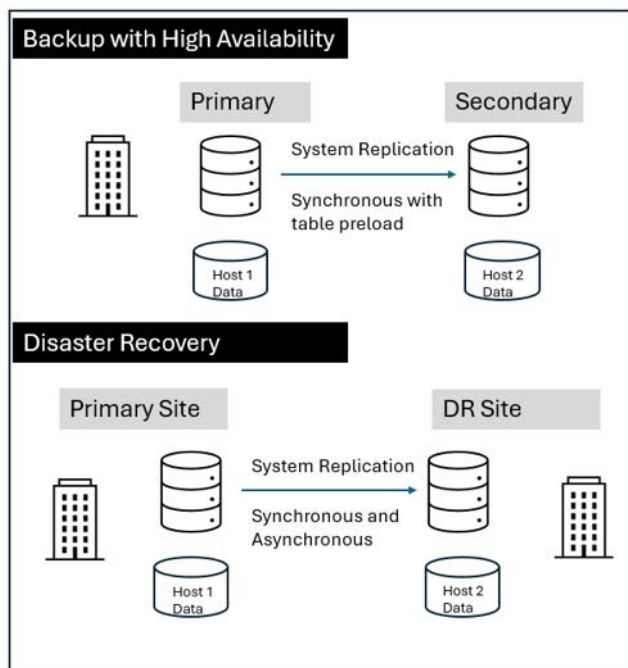 Backup with High Availability
Primary
Secondary
System Replication
Synchronous with
table preload
Host 1
Data
Host 2
Data
Disaster Recovery
Primary Site
DR Site
System Replication
Synchronous and
Asynchronous
Host 1
Data
Host 2
Data